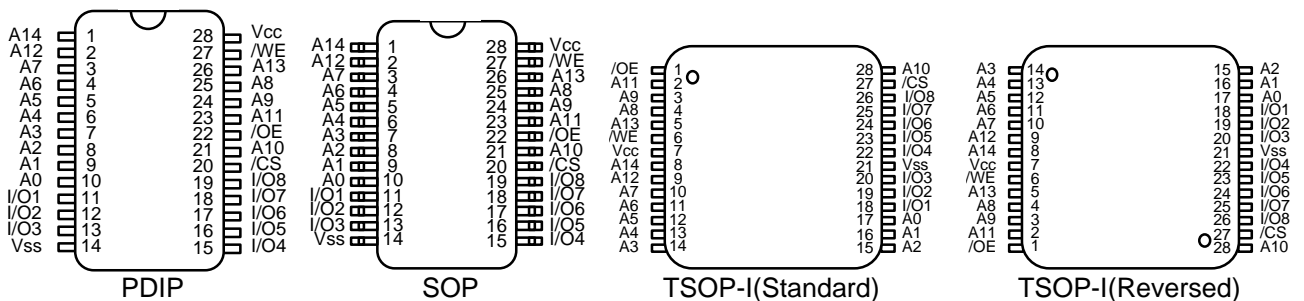 A14 1 28 Vcc
A12 2 27 /WE
A7 3 26 A13
A6 4 25 A8
A5 5 24 A9
A4 6 23 A11
A3 7 22 /OE
A2 8 21 A10
A1 9 20 /CS
A0 10 19 I/O8
I/O1 11 18 I/O7
I/O2 12 17 I/O6
I/O3 13 16 I/O5
Vss 14 15 I/O4
PDIP
A14 1 28 Vcc
A12 2 27 /WE
A7 3 26 A13
A6 4 25 A8
A5 5 24 A9
A4 6 23 A11
A3 7 22 /OE
A2 8 21 A10
A1 9 20 /CS
A0 10 19 I/O8
I/O1 11 18 I/O7
I/O2 12 17 I/O6
I/O3 13 16 I/O5
Vss 14 15 I/O4
SOP
/OE 1 28 A10
A11 2 27 /CS
A9 3 26 I/O8
A8 4 25 I/O7
A13 5 24 I/O6
/WE 6 23 I/O5
Vcc 7 22 I/O4
A14 8 21 Vss
A12 9 20 I/O3
A7 10 19 I/O2
A6 11 18 I/O1
A5 12 17 A0
A4 13 16 A1
A3 14 15 A2
TSOP-I(Standard)
A3 14 15 A2
A4 13 16 A1
A5 12 17 A0
A6 11 18 I/O1
A7 10 19 I/O2
A12 9 20 I/O3
A14 8 21 Vss
Vcc 7 22 I/O4
/WE 6 23 I/O5
A13 5 24 I/O6
A8 4 25 I/O7
A9 3 26 I/O8
A11 2 27 /CS
/OE 1 28 A10
TSOP-I(Reversed)